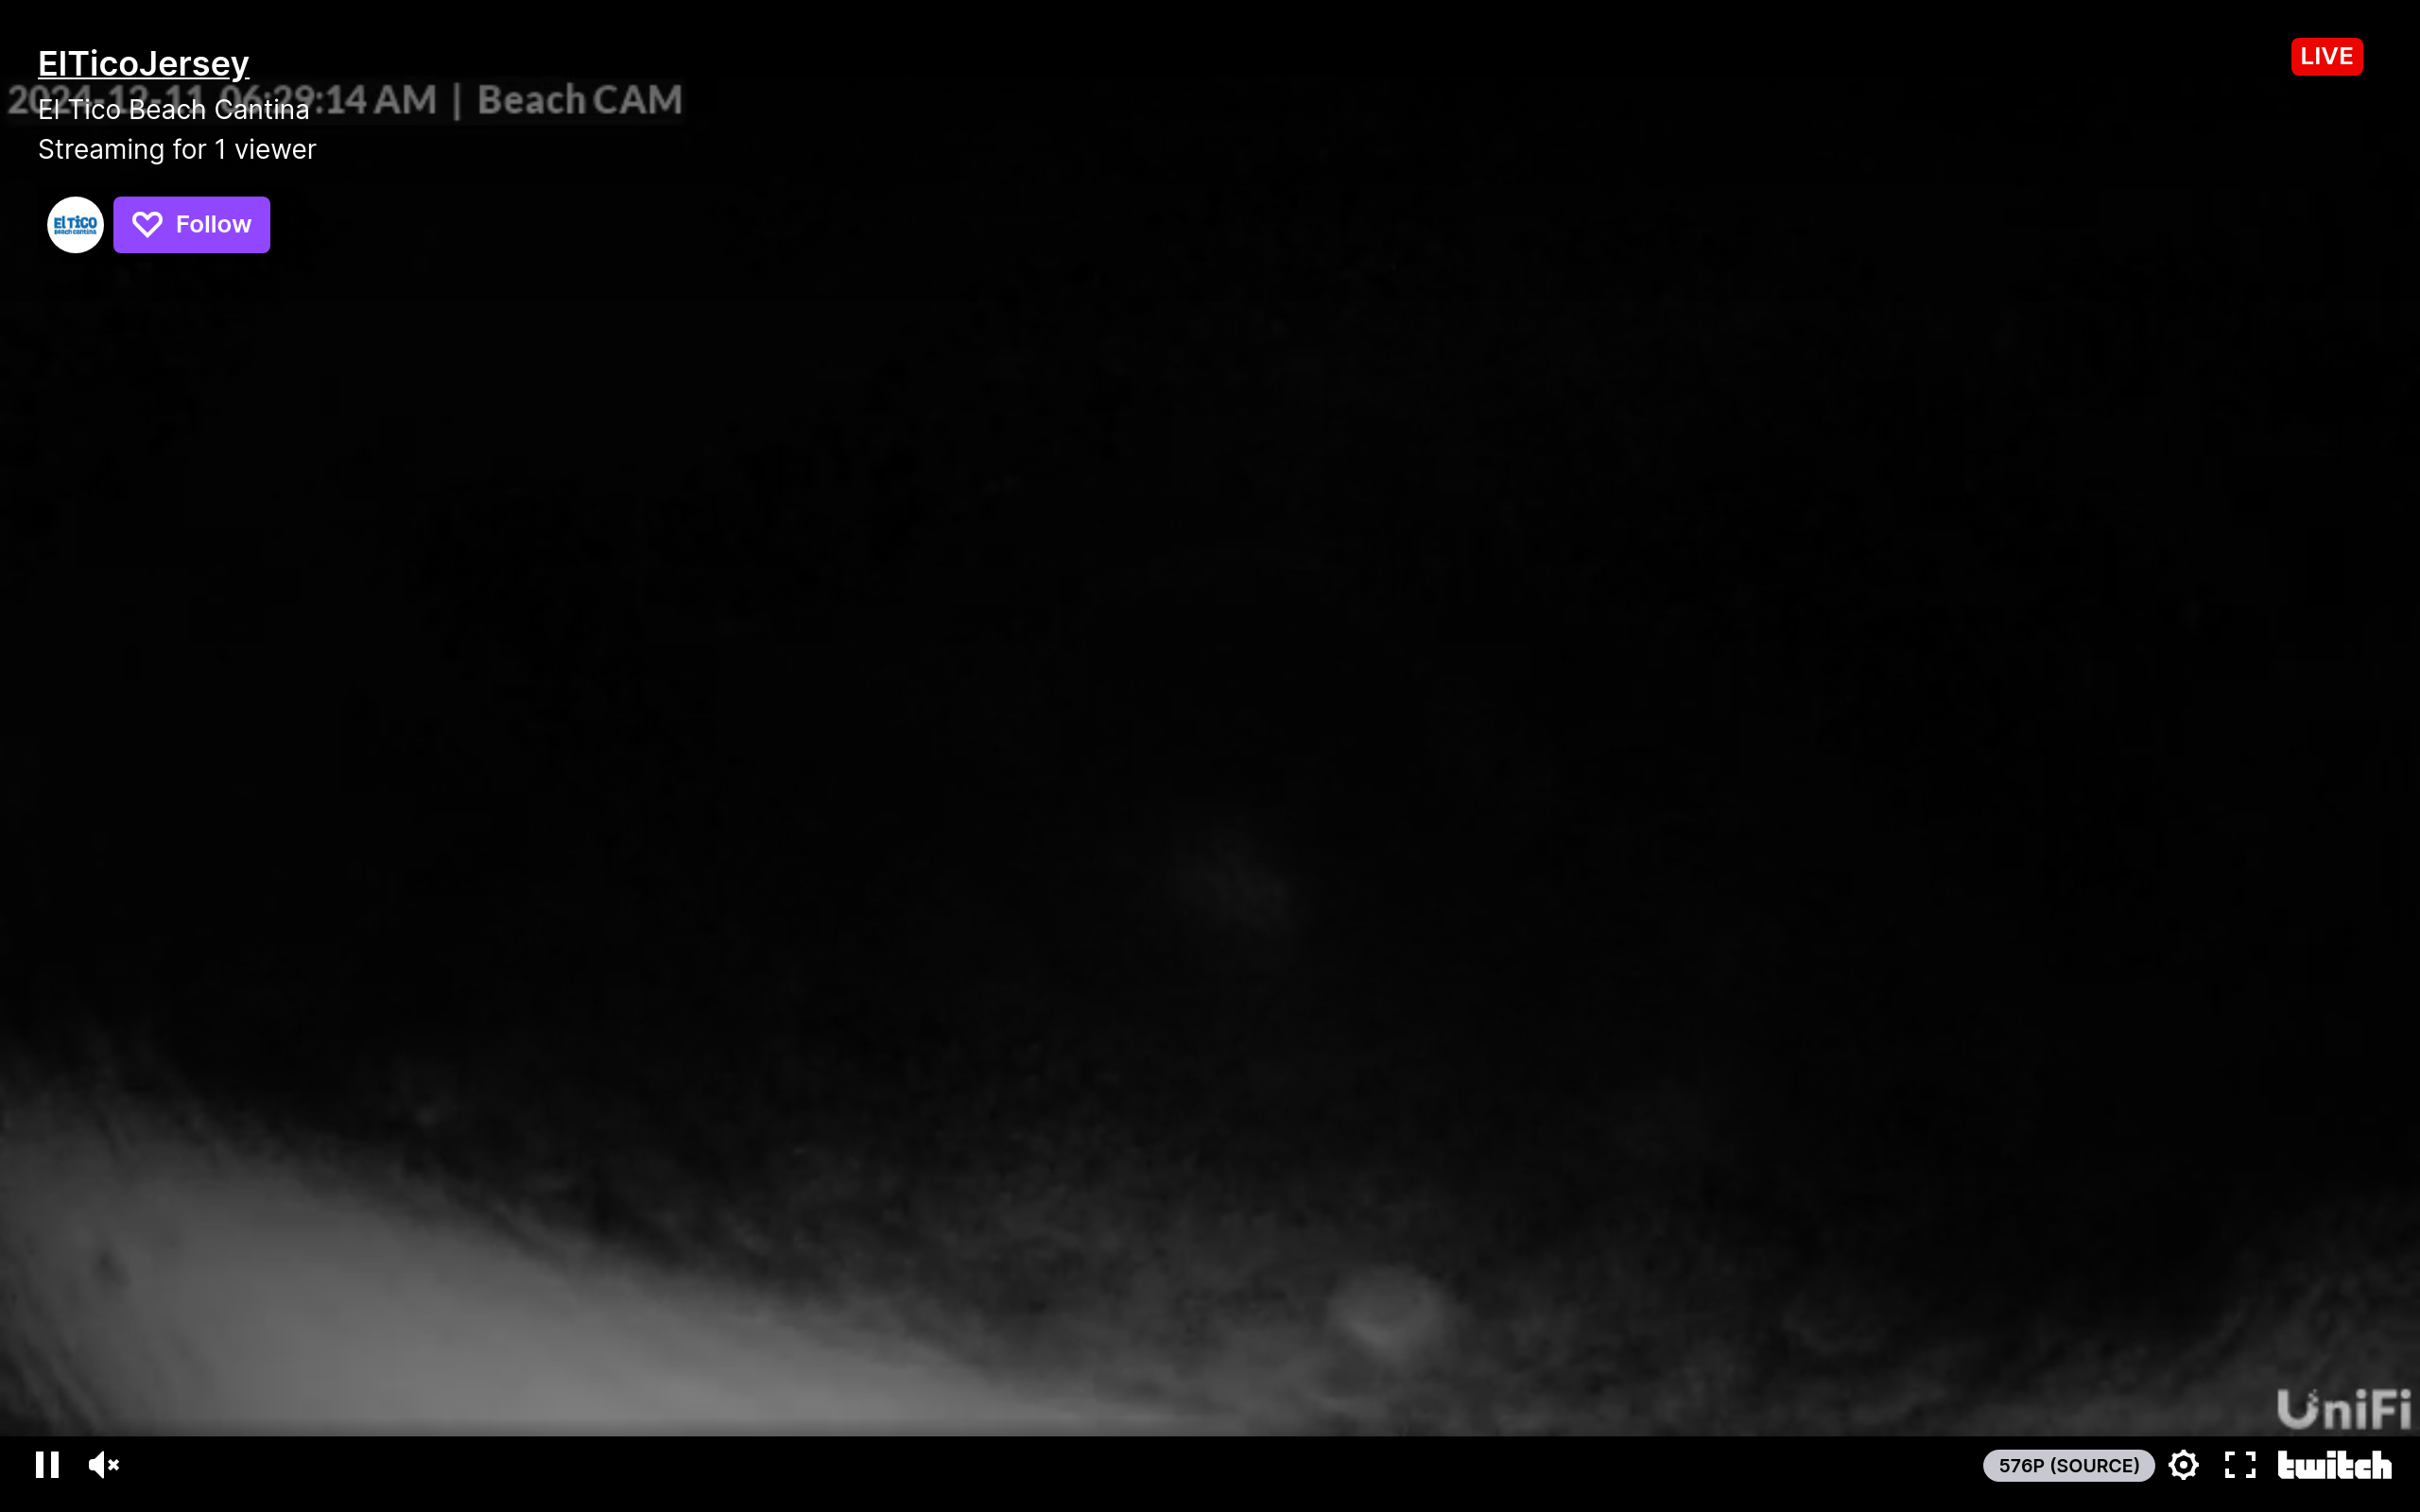 ElTicoJersey
LIVE
2024-12-11 06:29:14 AM | Beach CAM
El Tico Beach Cantina
Streaming for 1 viewer
El TiCO
Beach cantina
Follow
UniFi
576P (SOURCE)
twitch